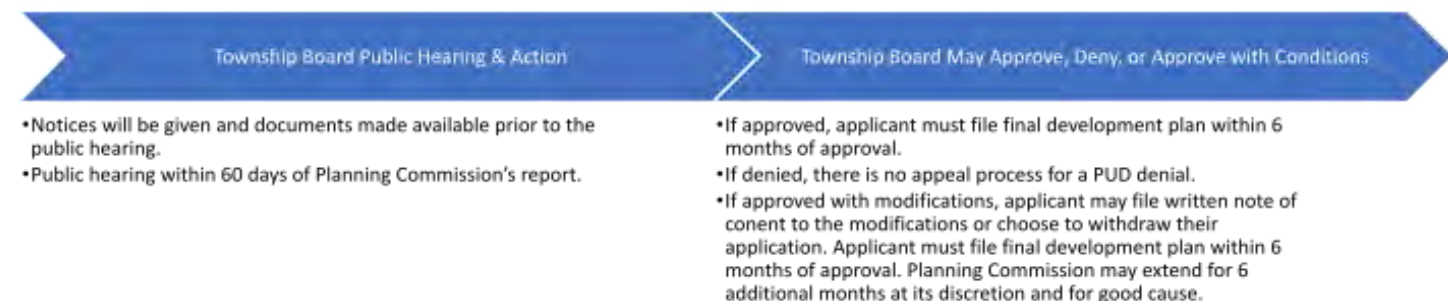 Township Board Public Hearing & Action
•Notices will be given and documents made available prior to the
public hearing.
•Public hearing within 60 days of Planning Commission's report.
Township Board May Approve, Deny, or Approve with Conditions
•If approved, applicant must file final development plan within 6
months of approval.
•If denied, there is no appeal process for a PUD denial.
•If approved with modifications, applicant may file written note of
conent to the modifications or choose to withdraw their
application. Applicant must file final development plan within 6
months of approval. Planning Commission may extend for 6
additional months at its discretion and for good cause.